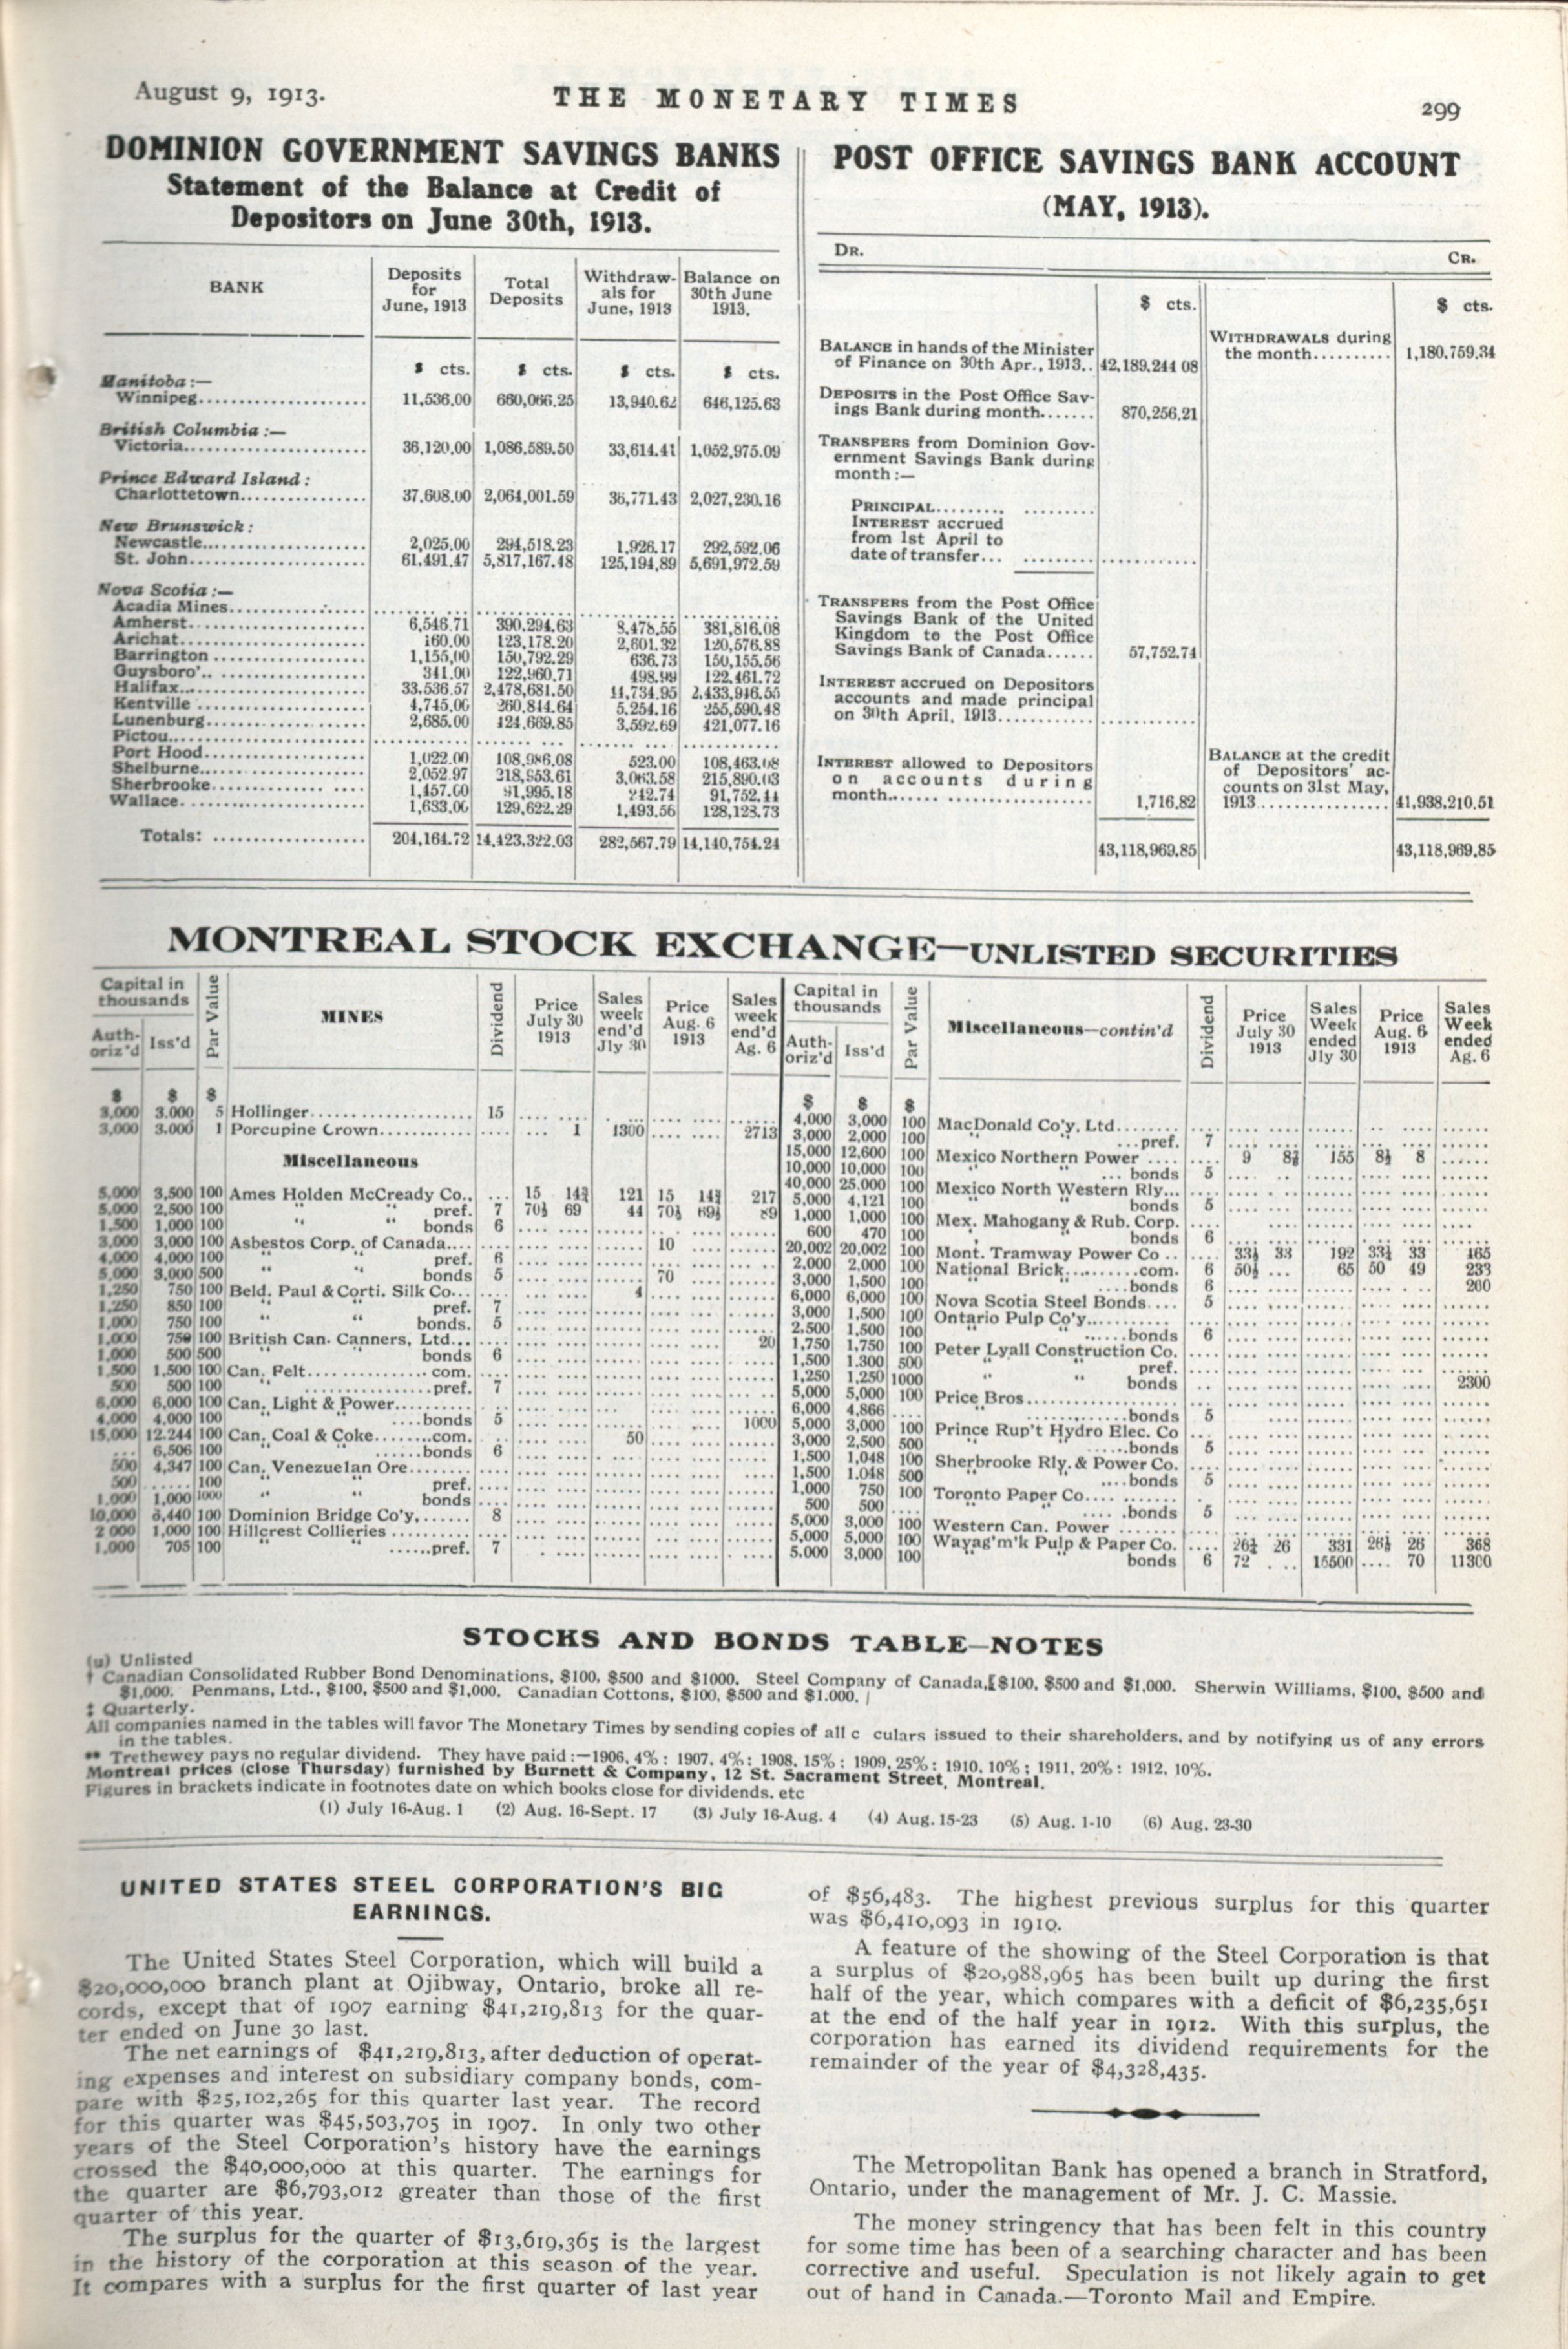 August 9, 1913.
THE MONETARY TIMES
299
DOMINION GOVERNMENT SAVINGS BANKS
Statement of the Balance at Credit of
Depositors on June 30th, 1913.
BANK | Deposits for June, 1913 | Total Deposits | Withdraw-als for June, 1913 | Balance on 30th June 1913.
$ cts. $ cts. $ cts. $ cts.
Manitoba:—
Winnipeg 11,536.00 660,066.25 13,940.62 646,125.63
British Columbia:—
Victoria 36,120.00 1,086,589.50 33,614.41 1,052,975.09
Prince Edward Island:
Charlottetown 37,608.00 2,064,001.59 36,771.43 2,027,230.16
New Brunswick:
Newcastle 2,025.00 294,518.23 1,926.17 292,592.06
St. John 61,491.47 5,817,167.48 125,194.89 5,691,972.59
Nova Scotia:—
Acadia Mines
Amherst 6,546.71 390,294.63 8,478.55 381,816.08
Arichat 160.00 123,178.20 2,601.32 120,576.88
Barrington 1,155.00 150,792.29 636.73 150,155.56
Guysboro' 341.00 122,960.71 498.99 122,461.72
Halifax 33,536.57 2,478,681.50 44,734.95 2,433,946.55
Kentville 4,745.00 260,844.64 5,254.16 255,590.48
Lunenburg 2,685.00 424,669.85 3,592.69 421,077.16
Pictou
Port Hood 1,022.00 108,986.08 523.00 108,463.08
Shelburne 2,052.97 218,953.61 3,063.58 215,890.03
Sherbrooke 1,457.00 91,995.18 242.74 91,752.44
Wallace 1,633.00 129,622.29 1,493.56 128,128.73
Totals: 204,164.72 14,423,322.03 282,567.79 14,140,754.24
POST OFFICE SAVINGS BANK ACCOUNT
(MAY, 1913).
DR. CR.
$ cts. $ cts.
BALANCE in hands of the Minister
of Finance on 30th Apr., 1913.. 42,189,244 08
DEPOSITS in the Post Office Sav-
ings Bank during month....... 870,256.21
TRANSFERS from Dominion Gov-
ernment Savings Bank during
month:—
PRINCIPAL.........
INTEREST accrued
from 1st April to
date of transfer...
TRANSFERS from the Post Office
Savings Bank of the United
Kingdom to the Post Office
Savings Bank of Canada...... 57,752.74
INTEREST accrued on Depositors
accounts and made principal
on 30th April, 1913............
INTEREST allowed to Depositors
on accounts during
month....... 1,716.82
43,118,969.85
WITHDRAWALS during
the month.......... 1,180,759.34
BALANCE at the credit
of Depositors' ac-
counts on 31st May,
1913................ 41,938,210.51
43,118,969.85
MONTREAL STOCK EXCHANGE—UNLISTED SECURITIES
Capital in thousands | Auth-oriz'd | Iss'd | Par Value | MINES | Dividend | Price July 30 1913 | Sales week end'd Jly 30 | Price Aug. 6 1913 | Sales week end'd Ag. 6
$ $ $
3,000 3.000 5 Hollinger 15
3,000 3.000 1 Porcupine Crown ... 1 1300 2713
Miscellaneous
5,000 3,500 100 Ames Holden McCready Co., ... 15 14¾ 121 15 14¾ 217
5,000 2,500 100 " " pref. 7 70½ 69 44 70½ 69½ 89
1,500 1,000 100 " " bonds 6
3,000 3,000 100 Asbestos Corp. of Canada.... 10
4,000 4,000 100 pref. 6
5,000 3,000 500 " " bonds 5 70
1,250 750 100 Beld. Paul & Corti. Silk Co... 4
1,250 850 100 " " pref. 7
1,000 750 100 " " bonds. 5
1,000 750 100 British Can. Canners, Ltd... 20
1,000 500 500 " " bonds 6
1,500 1,500 100 Can. Felt com.
500 500 100 " pref. 7
6,000 6,000 100 Can. Light & Power
4,000 4,000 100 " " bonds 5 1000
15,000 12.244 100 Can. Coal & Coke com. 50
... 6,506 100 " " bonds 6
500 4,347 100 Can. Venezuelan Ore
500 ...... 100 pref.
1,000 1,000 1000 " " bonds
10,000 6,440 100 Dominion Bridge Co'y, 8
2 000 1,000 100 Hillcrest Collieries
1,000 705 100 " " pref. 7
Capital in thousands | Auth-oriz'd | Iss'd | Par Value | Miscellaneous—contin'd | Dividend | Price July 30 1913 | Sales Week ended Jly 30 | Price Aug. 6 1913 | Sales Week ended Ag. 6
$ $ $
4,000 3,000 100 MacDonald Co'y, Ltd
3,000 2,000 100 " " pref. 7
15,000 12,600 100 Mexico Northern Power 9 8¾ 155 8½ 8
10,000 10,000 100 " " bonds 5
40,000 25,000 100 Mexico North Western Rly...
5,000 4,121 100 " " bonds 5
1,000 1,000 100 Mex. Mahogany & Rub. Corp.
600 470 100 " " bonds 6
20,002 20,002 100 Mont. Tramway Power Co .. 33½ 33 192 33½ 33 165
2,000 2,000 100 National Brick com. 6 50½ ... 65 50 49 233
3,000 1,500 100 " " bonds 6 200
6,000 6,000 100 Nova Scotia Steel Bonds 5
3,000 1,500 100 Ontario Pulp Co'y
2,500 1,500 100 " bonds 6
1,750 1,750 100 Peter Lyall Construction Co.
1,500 1.300 500 " " pref.
1,250 1,250 1000 " " bonds 2300
5,000 5,000 100 Price Bros
6,000 4,866 .... " bonds 5
5,000 3,000 100 Prince Rup't Hydro Elec. Co
3,000 2,500 500 " " bonds 5
1,500 1,048 100 Sherbrooke Rly. & Power Co.
1,500 1.048 500 " " bonds 5
1,000 750 100 Toronto Paper Co
500 500 .... " " bonds 5
5,000 3,000 100 Western Can. Power
5,000 5,000 100 Wayag'm'k Pulp & Paper Co. 26¾ 26 331 26½ 26 368
5,000 3,000 100 bonds 6 72 15500 .... 70 11300
STOCKS AND BONDS TABLE—NOTES
(u) Unlisted
† Canadian Consolidated Rubber Bond Denominations, $100, $500 and $1000. Steel Company of Canada, $100, $500 and $1,000. Sherwin Williams, $100, $500 and
$1,000. Penmans, Ltd., $100, $500 and $1,000. Canadian Cottons, $100, $500 and $1.000.
‡ Quarterly.
All companies named in the tables will favor The Monetary Times by sending copies of all c culars issued to their shareholders, and by notifying us of any errors
in the tables.
** Trethewey pays no regular dividend. They have paid:—1906, 4%: 1907, 4%: 1908, 15%: 1909, 25%: 1910, 10%: 1911, 20%: 1912, 10%.
Montreal prices (close Thursday) furnished by Burnett & Company, 12 St. Sacrament Street, Montreal.
Figures in brackets indicate in footnotes date on which books close for dividends. etc
(1) July 16-Aug. 1 (2) Aug. 16-Sept. 17 (3) July 16-Aug. 4 (4) Aug. 15-23 (5) Aug. 1-10 (6) Aug. 23-30
UNITED STATES STEEL CORPORATION'S BIG
EARNINGS.
The United States Steel Corporation, which will build a
$20,000,000 branch plant at Ojibway, Ontario, broke all re-
cords, except that of 1907 earning $41,219,813 for the quar-
ter ended on June 30 last.
The net earnings of $41,219,813, after deduction of operat-
ing expenses and interest on subsidiary company bonds, com-
pare with $25,102,265 for this quarter last year. The record
for this quarter was $45,503,705 in 1907. In only two other
years of the Steel Corporation's history have the earnings
crossed the $40,000,000 at this quarter. The earnings for
the quarter are $6,793,012 greater than those of the first
quarter of this year.
The surplus for the quarter of $13,619,365 is the largest
in the history of the corporation at this season of the year.
It compares with a surplus for the first quarter of last year
of $56,483. The highest previous surplus for this quarter
was $6,410,093 in 1910.
A feature of the showing of the Steel Corporation is that
a surplus of $20,988,965 has been built up during the first
half of the year, which compares with a deficit of $6,235,651
at the end of the half year in 1912. With this surplus, the
corporation has earned its dividend requirements for the
remainder of the year of $4,328,435.
The Metropolitan Bank has opened a branch in Stratford,
Ontario, under the management of Mr. J. C. Massie.
The money stringency that has been felt in this country
for some time has been of a searching character and has been
corrective and useful. Speculation is not likely again to get
out of hand in Canada.—Toronto Mail and Empire.